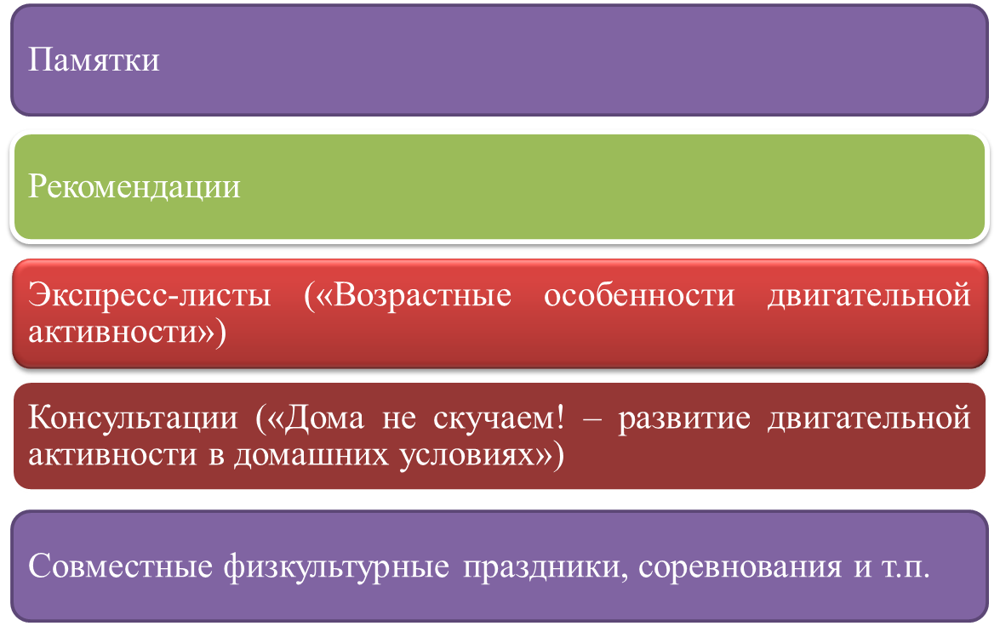 Памятки
Рекомендации
Экспресс-листы («Возрастные особенности двигательной
активности»)
Консультации («Дома не скучаем! – развитие двигательной
активности в домашних условиях»)
Совместные физкультурные праздники, соревнования и т.п.